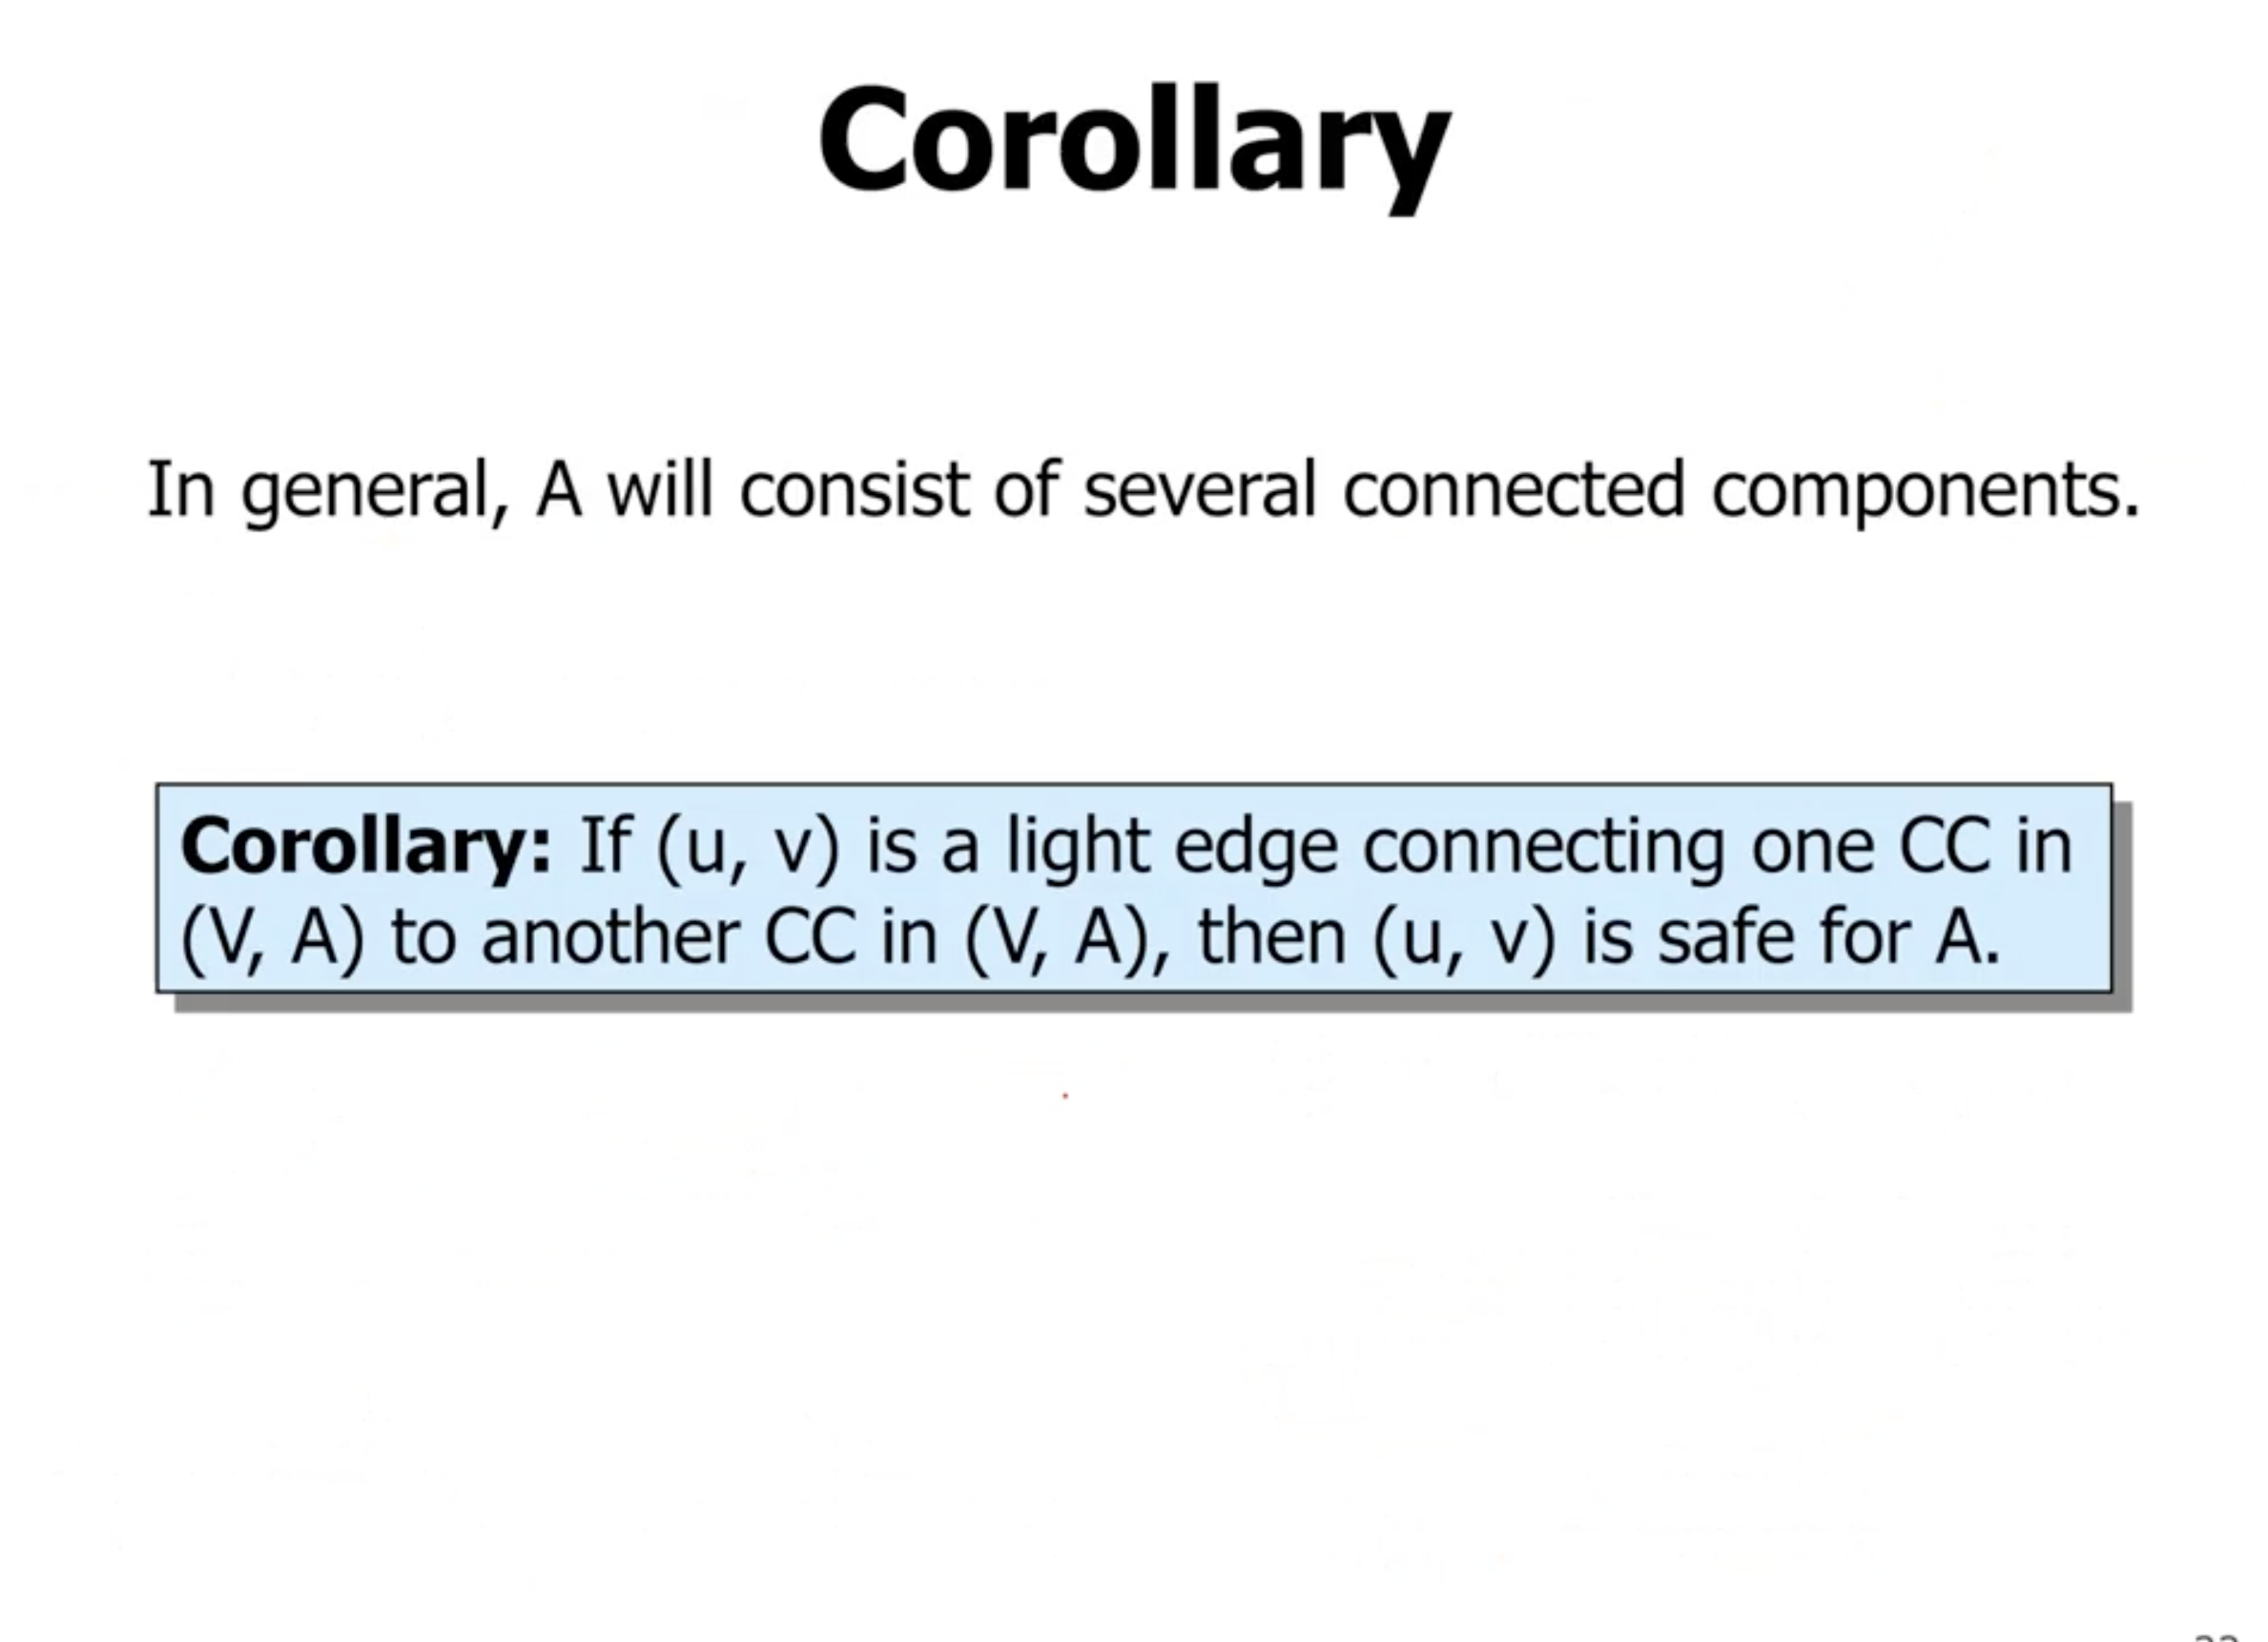 Corollary
In general, A will consist of several connected components.
Corollary: If (u, v) is a light edge connecting one CC in
(V, A) to another CC in (V, A), then (u, v) is safe for A.